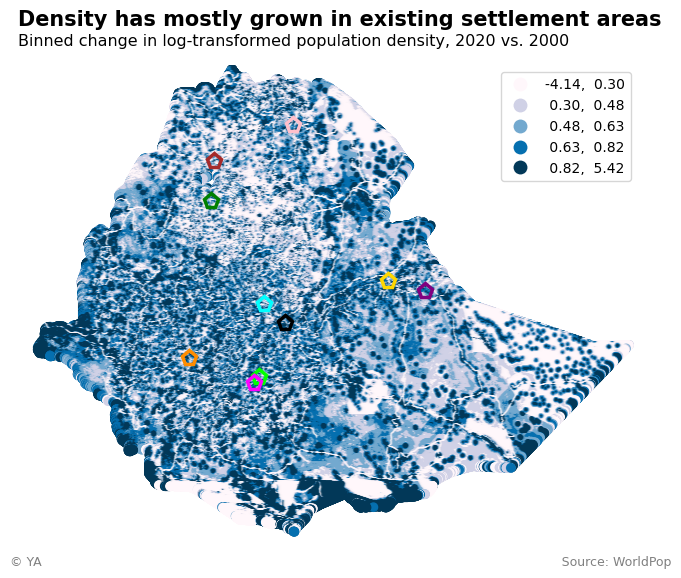 Density has mostly grown in existing settlement areas
Binned change in log-transformed population density, 2020 vs. 2000
-4.14, 0.30
0.30, 0.48
0.48, 0.63
0.63, 0.82
0.82, 5.42
© YA
Source: WorldPop